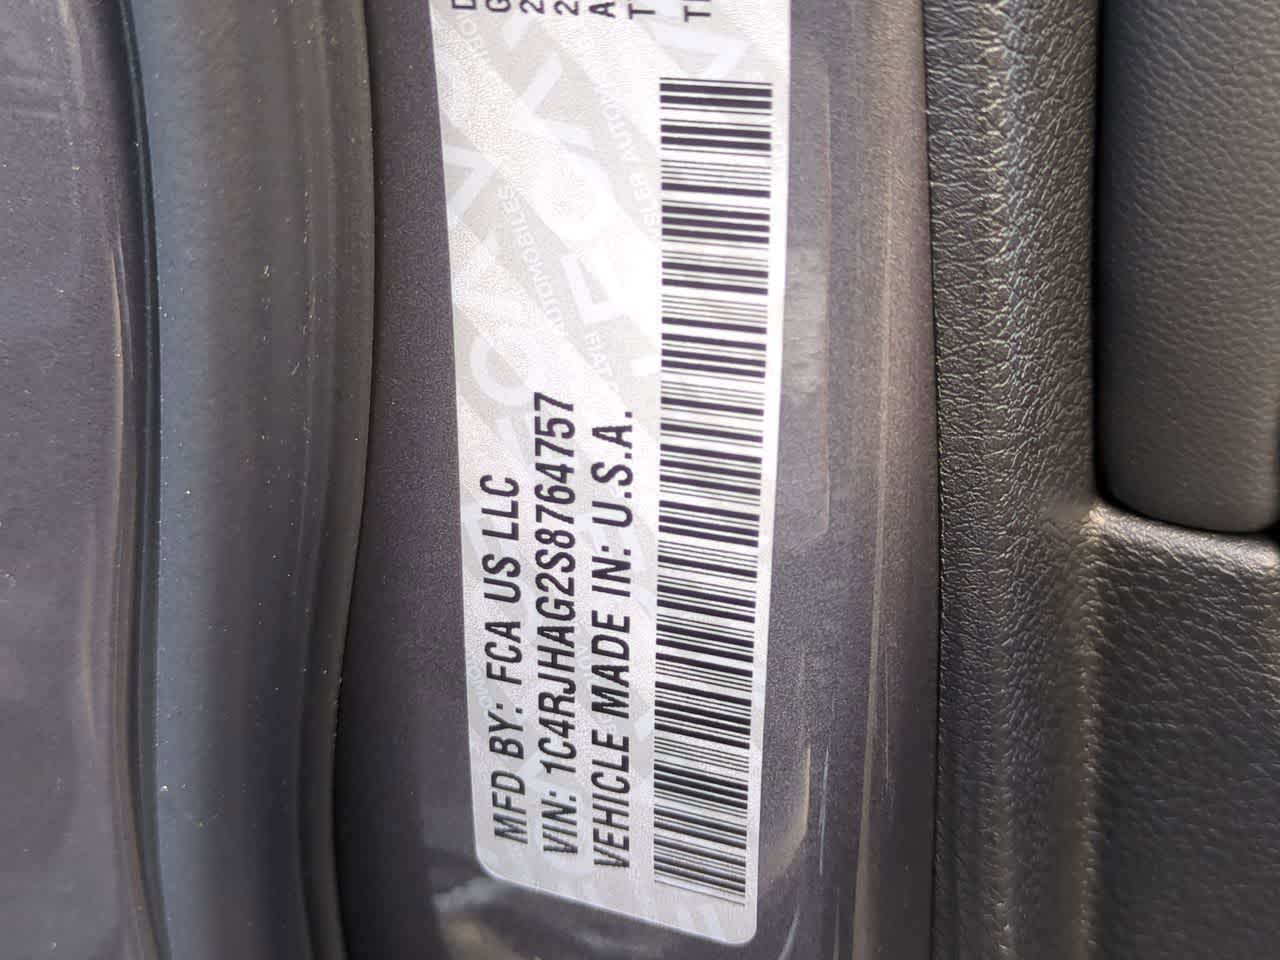 MFD BY: FCA US LLC
VIN: 1C4RJHAG2S8764757
VEHICLE MADE IN: U.S.A.